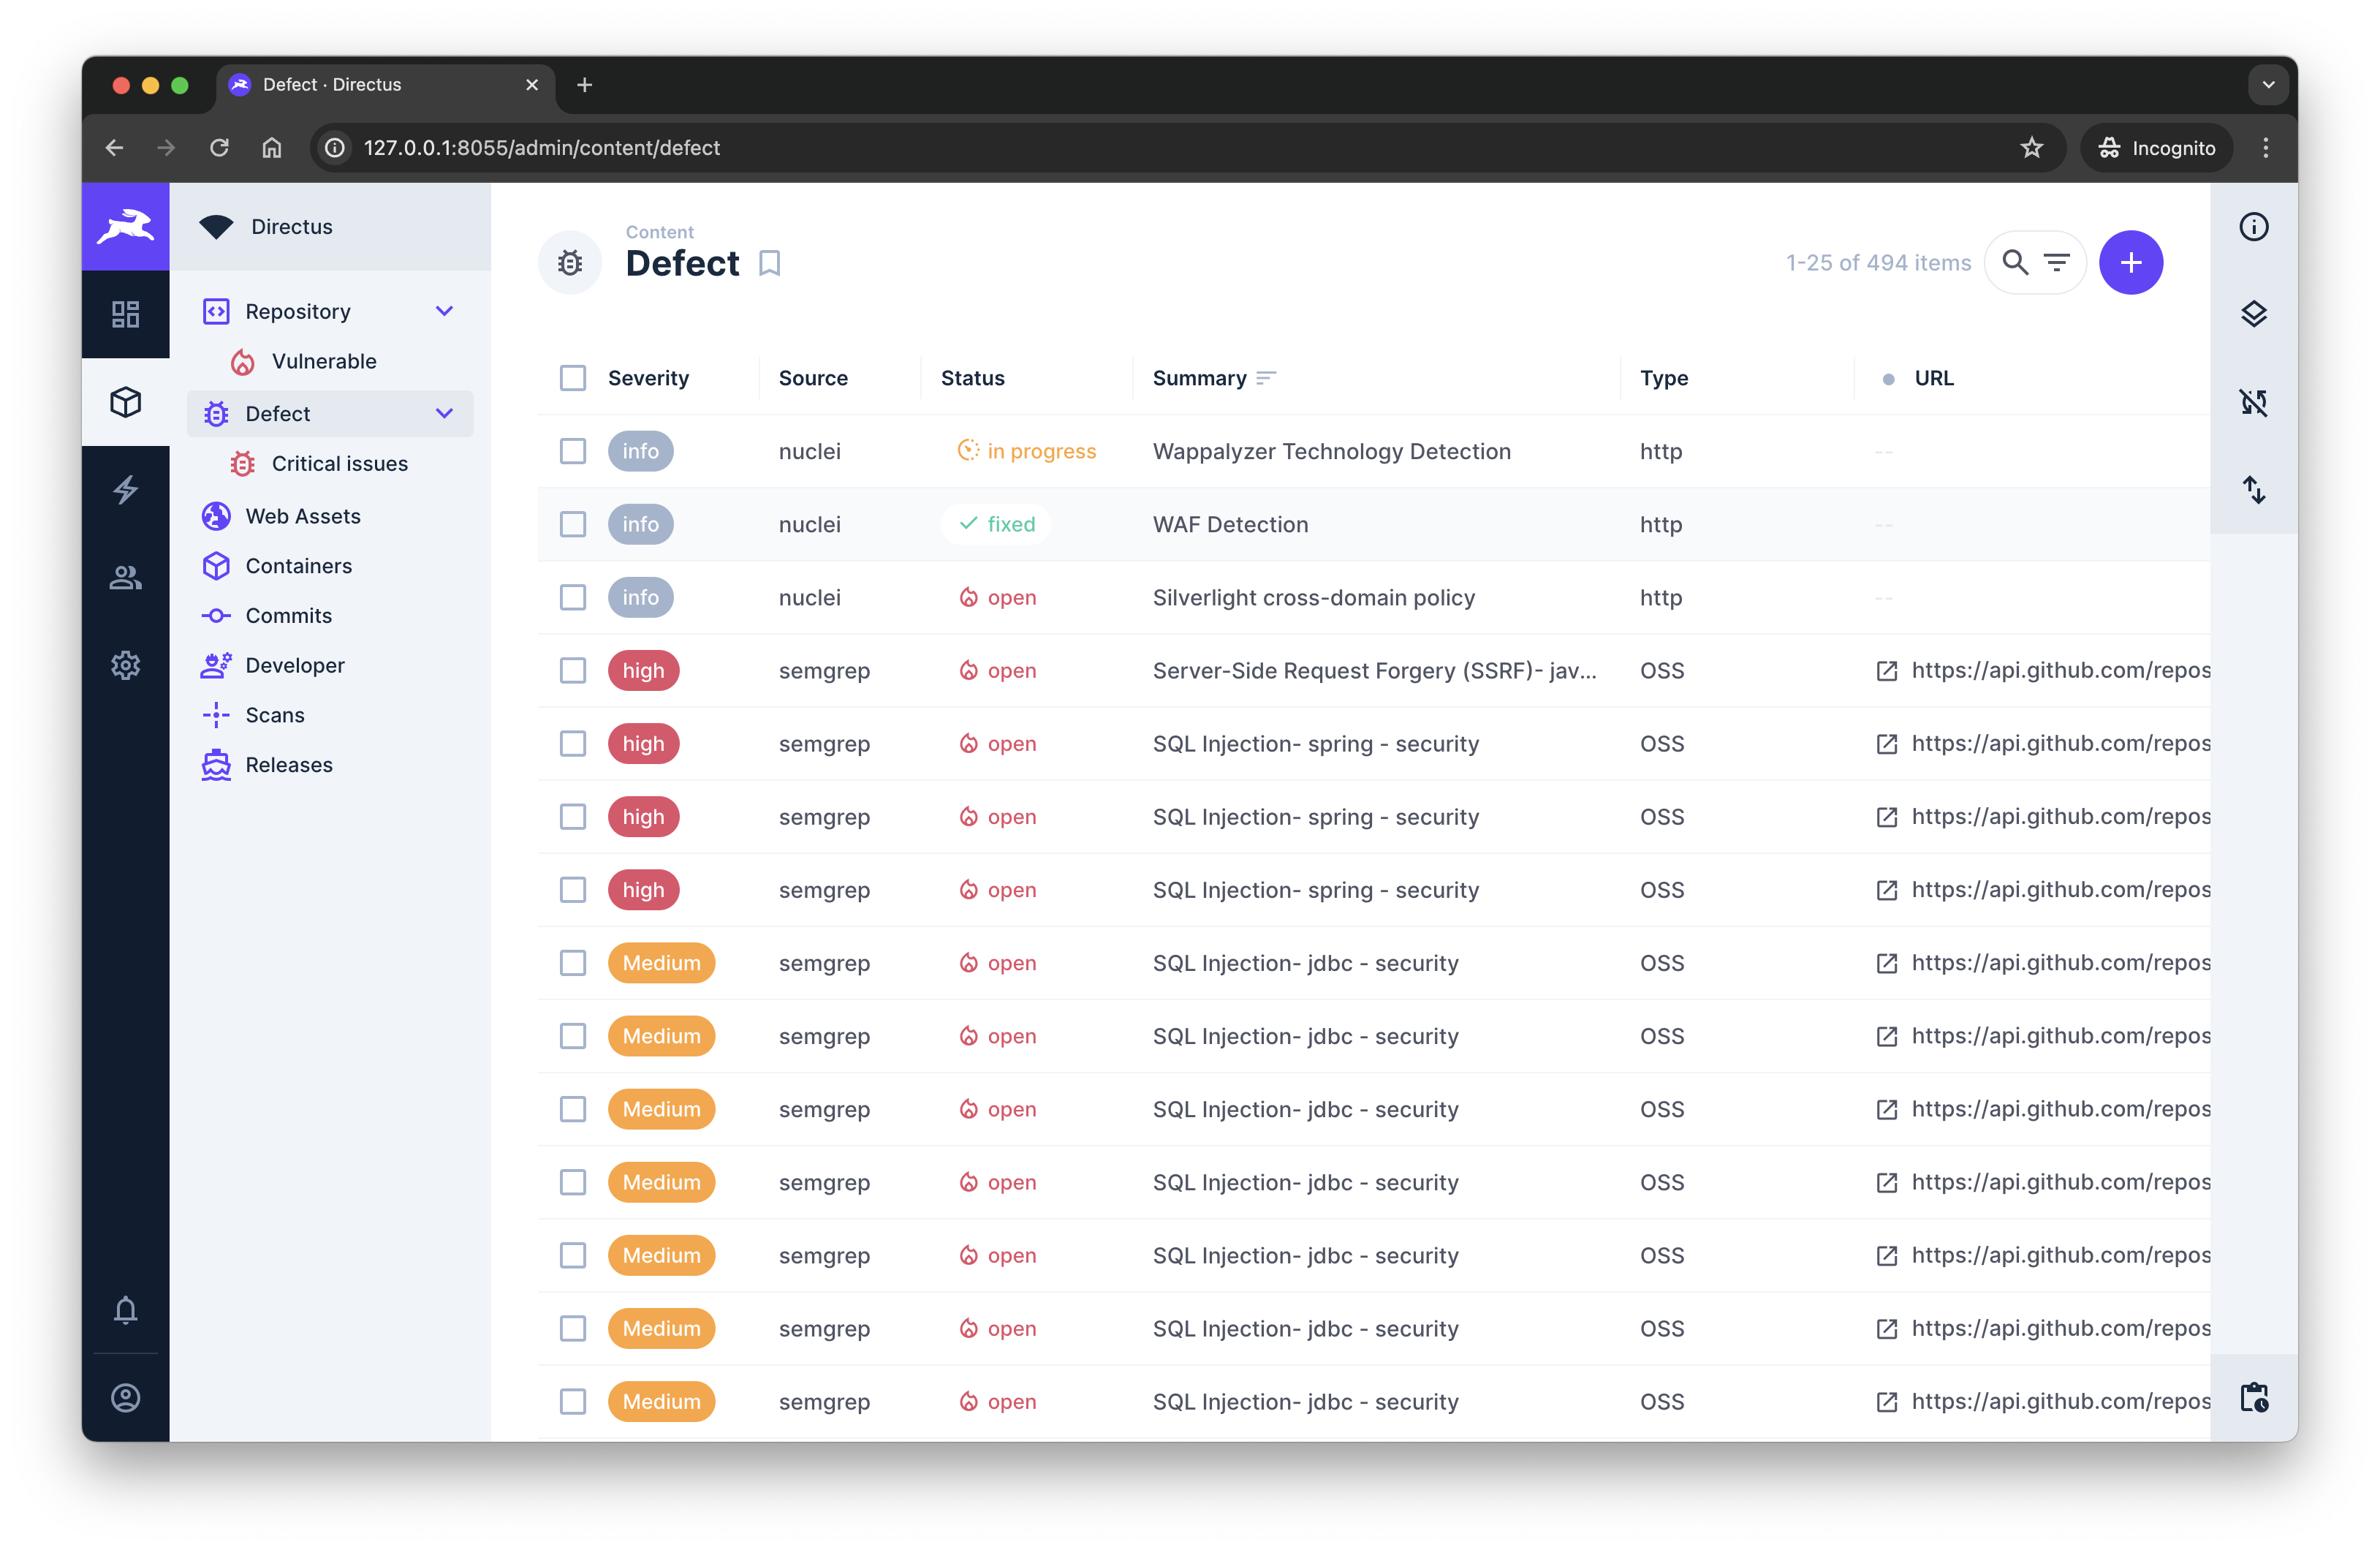 Defect · Directus
127.0.0.1:8055/admin/content/defect
Incognito
Directus
Repository
Vulnerable
Defect
Critical issues
Web Assets
Containers
Commits
Developer
Scans
Releases
Content
Defect
1-25 of 494 items
Severity Source Status Summary Type URL
info nuclei in progress Wappalyzer Technology Detection http --
info nuclei fixed WAF Detection http --
info nuclei open Silverlight cross-domain policy http --
high semgrep open Server-Side Request Forgery (SSRF)- jav... OSS https://api.github.com/repos
high semgrep open SQL Injection- spring - security OSS https://api.github.com/repos
high semgrep open SQL Injection- spring - security OSS https://api.github.com/repos
high semgrep open SQL Injection- spring - security OSS https://api.github.com/repos
Medium semgrep open SQL Injection- jdbc - security OSS https://api.github.com/repos
Medium semgrep open SQL Injection- jdbc - security OSS https://api.github.com/repos
Medium semgrep open SQL Injection- jdbc - security OSS https://api.github.com/repos
Medium semgrep open SQL Injection- jdbc - security OSS https://api.github.com/repos
Medium semgrep open SQL Injection- jdbc - security OSS https://api.github.com/repos
Medium semgrep open SQL Injection- jdbc - security OSS https://api.github.com/repos
Medium semgrep open SQL Injection- jdbc - security OSS https://api.github.com/repos